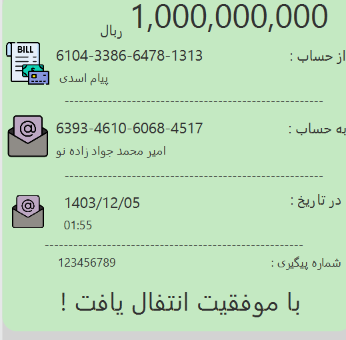 1,000,000,000 ریال
از حساب : 6104-3386-6478-1313
پیام اسدی
به حساب : 6393-4610-6068-4517
امیر محمد جواد زاده نو
در تاریخ : 1403/12/05
01:55
شماره پیگیری : 123456789
با موفقیت انتفال یافت !
BILL